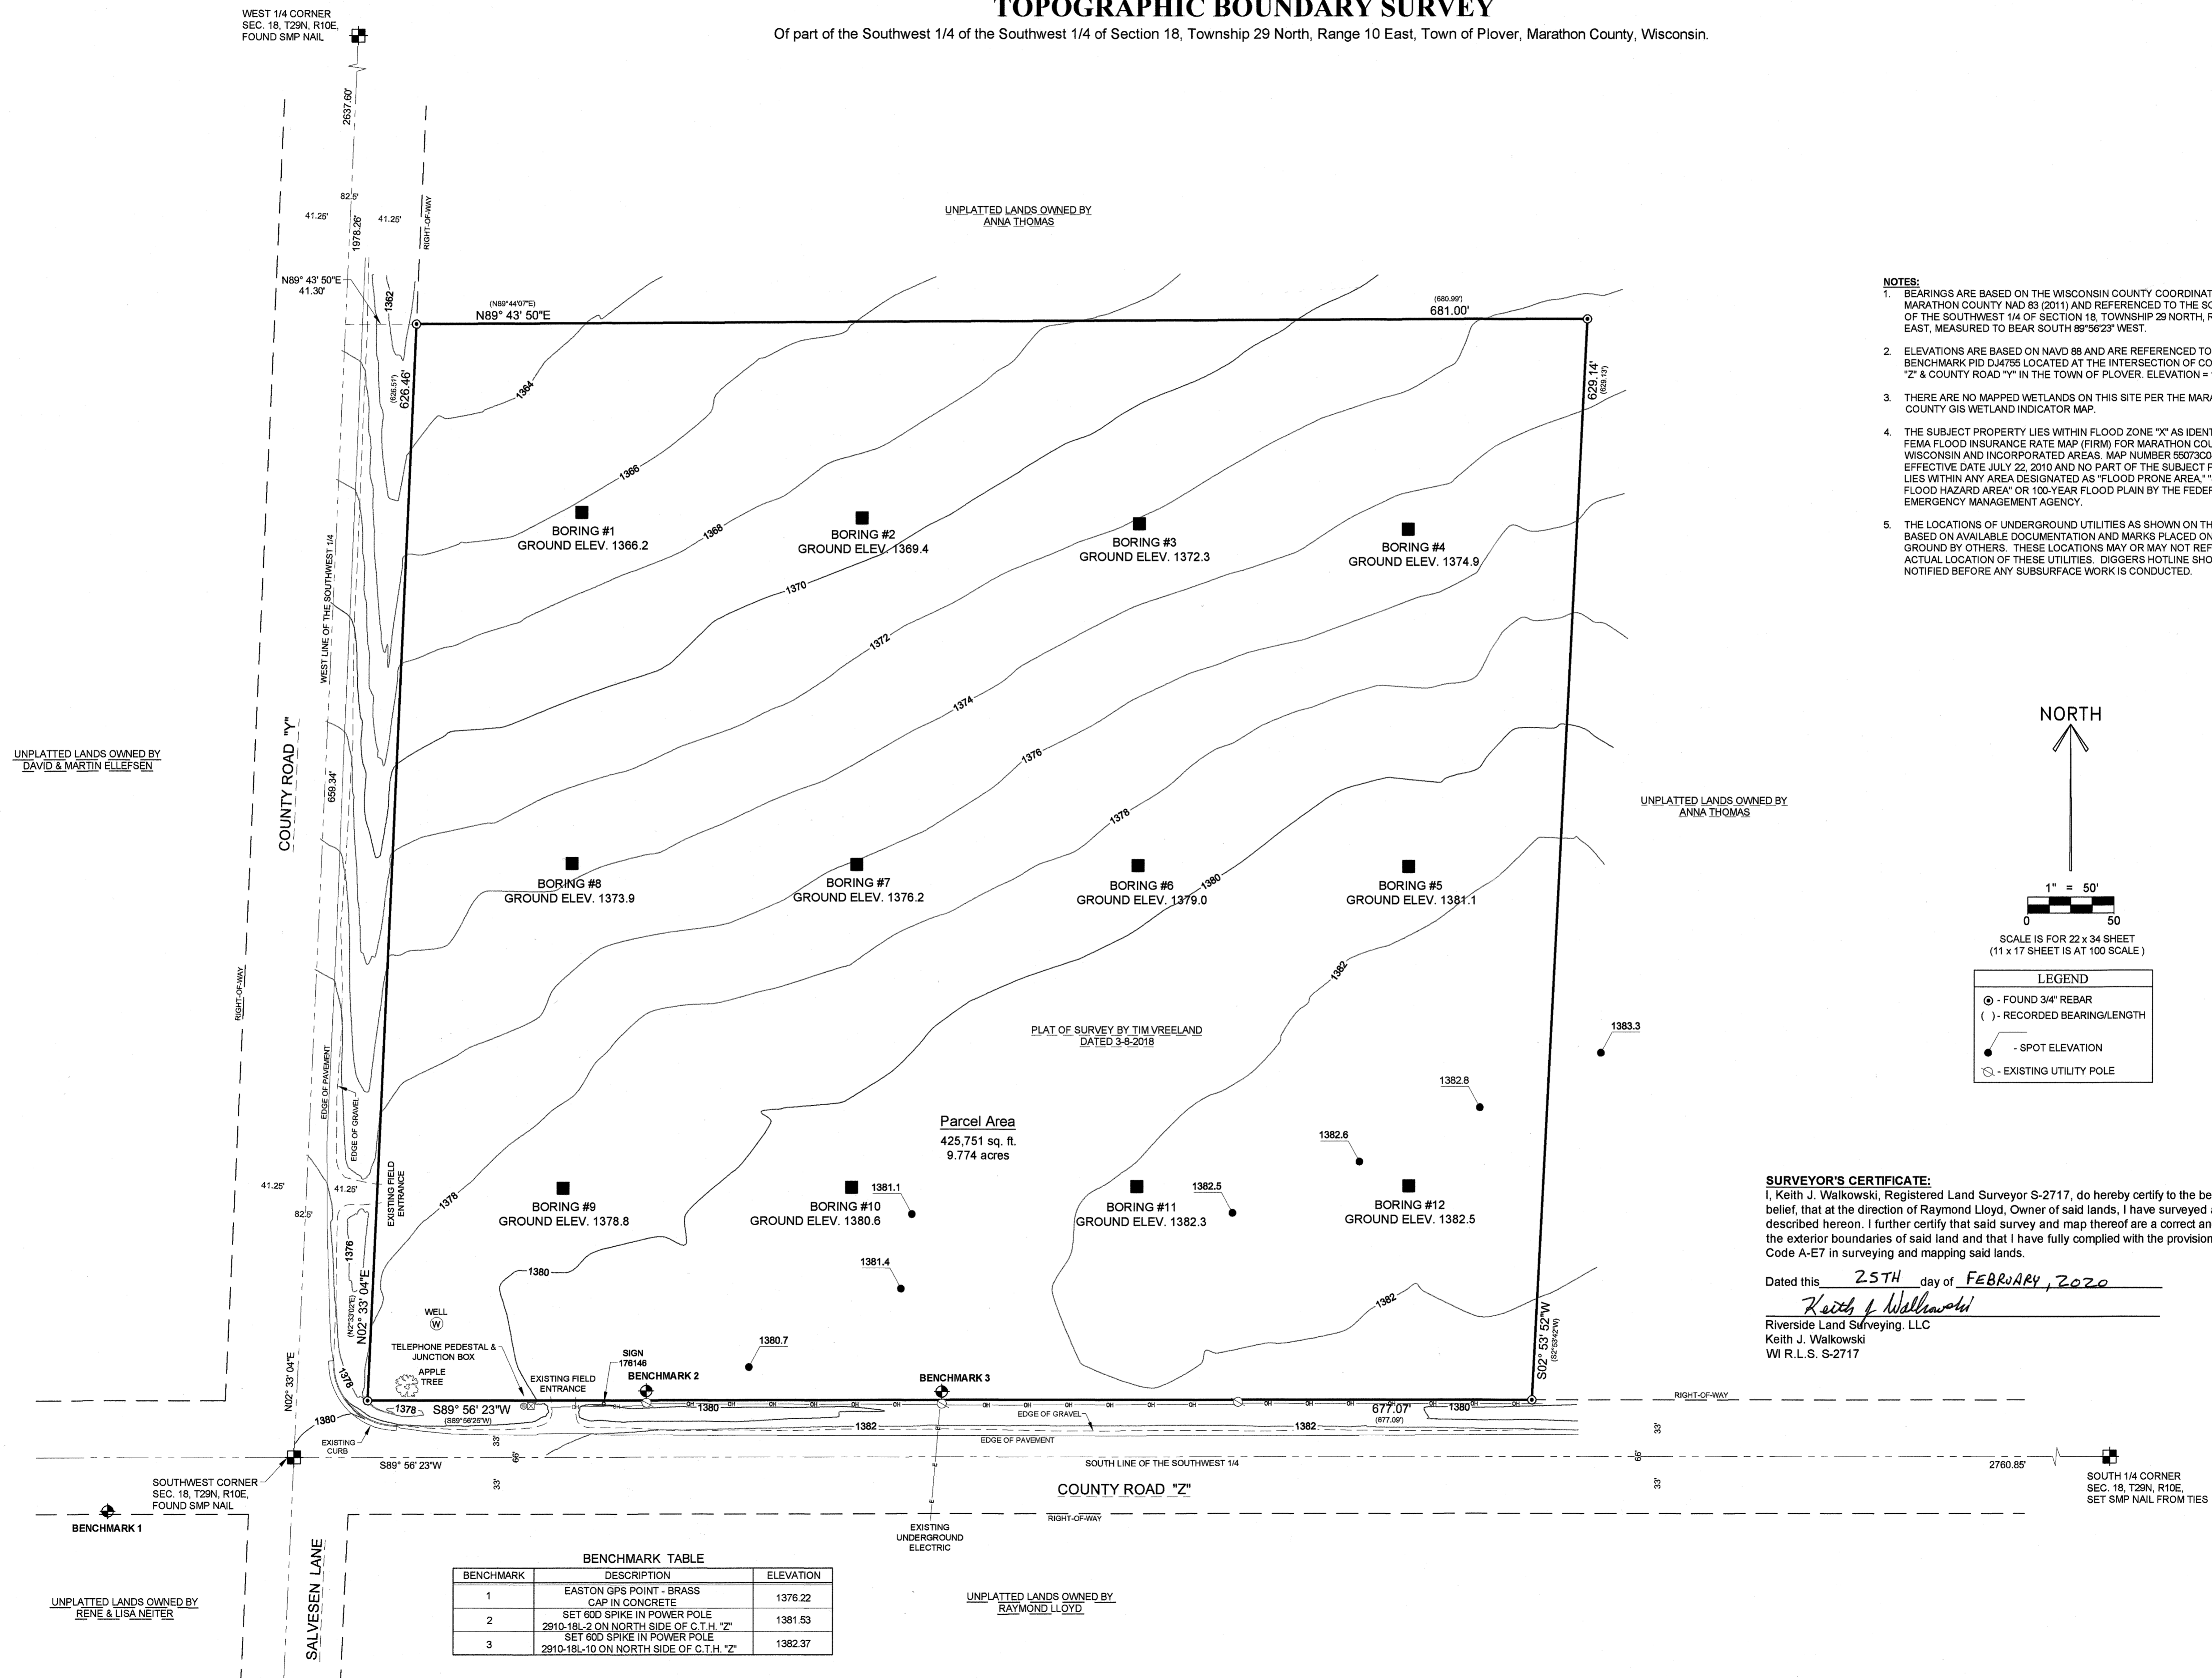 TOPOGRAPHIC BOUNDARY SURVEY
Of part of the Southwest 1/4 of the Southwest 1/4 of Section 18, Township 29 North, Range 10 East, Town of Plover, Marathon County, Wisconsin.
WEST 1/4 CORNER
SEC. 18, T29N, R10E,
FOUND SMP NAIL
2637.60'
82.5'
41.25'
41.25'
1978.26'
RIGHT-OF-WAY
N89° 43' 50"E
41.30'
1362
UNPLATTED LANDS OWNED BY
ANNA THOMAS
(N89°44'07"E)
N89° 43' 50"E
(680.99')
681.00'
(626.51')
626.46'
629.14'
(629.13')
1364
1366
1368
1370
1372
1374
1376
1378
1380
1382
BORING #1
GROUND ELEV. 1366.2
BORING #2
GROUND ELEV. 1369.4
BORING #3
GROUND ELEV. 1372.3
BORING #4
GROUND ELEV. 1374.9
WEST LINE OF THE SOUTHWEST 1/4
UNPLATTED LANDS OWNED BY
DAVID & MARTIN ELLEFSEN
COUNTY ROAD "Y"
659.34'
RIGHT-OF-WAY
UNPLATTED LANDS OWNED BY
ANNA THOMAS
BORING #8
GROUND ELEV. 1373.9
BORING #7
GROUND ELEV. 1376.2
BORING #6
GROUND ELEV. 1379.0
BORING #5
GROUND ELEV. 1381.1
PLAT OF SURVEY BY TIM VREELAND
DATED 3-8-2018
1383.3
1382.8
1382.6
Parcel Area
425,751 sq. ft.
9.774 acres
EDGE OF PAVEMENT
EDGE OF GRAVEL
41.25'
41.25'
82.5'
EXISTING FIELD
ENTRANCE
1378
1376
BORING #9
GROUND ELEV. 1378.8
BORING #10
GROUND ELEV. 1380.6
1381.1
BORING #11
GROUND ELEV. 1382.3
1382.5
BORING #12
GROUND ELEV. 1382.5
1381.4
1380
1382
1380.7
(N2°33'02"E)
N02° 33' 04"E
S02° 53' 52"W
(S2°53'42"W)
WELL
W
TELEPHONE PEDESTAL &
JUNCTION BOX
APPLE
TREE
EXISTING FIELD
ENTRANCE
SIGN
176146
BENCHMARK 2
BENCHMARK 3
N02° 33' 04"E
1378
1378
1380
S89° 56' 23"W
(S89°56'25"W)
1380
OH OH OH OH OH OH OH OH OH OH OH OH OH OH OH OH OH OH OH OH
677.07'
(677.09')
1380
RIGHT-OF-WAY
EDGE OF GRAVEL
1382
1382
EDGE OF PAVEMENT
EXISTING
CURB
33'
66'
33'
33'
66'
33'
S89° 56' 23"W
SOUTH LINE OF THE SOUTHWEST 1/4
2760.85'
SOUTHWEST CORNER
SEC. 18, T29N, R10E,
FOUND SMP NAIL
COUNTY ROAD "Z"
RIGHT-OF-WAY
E
E
E
EXISTING
UNDERGROUND
ELECTRIC
SOUTH 1/4 CORNER
SEC. 18, T29N, R10E,
SET SMP NAIL FROM TIES
BENCHMARK 1
SALVESEN LANE
UNPLATTED LANDS OWNED BY
RENE & LISA NEITER
UNPLATTED LANDS OWNED BY
RAYMOND LLOYD
BENCHMARK TABLE
BENCHMARK DESCRIPTION ELEVATION
1 EASTON GPS POINT - BRASS CAP IN CONCRETE 1376.22
2 SET 60D SPIKE IN POWER POLE 2910-18L-2 ON NORTH SIDE OF C.T.H. "Z" 1381.53
3 SET 60D SPIKE IN POWER POLE 2910-18L-10 ON NORTH SIDE OF C.T.H. "Z" 1382.37
NOTES:
1. BEARINGS ARE BASED ON THE WISCONSIN COUNTY
MARATHON COUNTY NAD 83 (2011) AND REFERENCED TO THE
OF THE SOUTHWEST 1/4 OF SECTION 18, TOWNSHIP 29 NORTH,
EAST, MEASURED TO BEAR SOUTH 89°56'23" WEST.
2. ELEVATIONS ARE BASED ON NAVD 88 AND ARE REFERENCED TO
BENCHMARK PID DJ4755 LOCATED AT THE INTERSECTION OF
"Z" & COUNTY ROAD "Y" IN THE TOWN OF PLOVER. ELEVATION =
3. THERE ARE NO MAPPED WETLANDS ON THIS SITE PER THE
COUNTY GIS WETLAND INDICATOR MAP.
4. THE SUBJECT PROPERTY LIES WITHIN FLOOD ZONE "X" AS
FEMA FLOOD INSURANCE RATE MAP (FIRM) FOR MARATHON
WISCONSIN AND INCORPORATED AREAS. MAP NUMBER 55073C0
EFFECTIVE DATE JULY 22, 2010 AND NO PART OF THE SUBJECT
LIES WITHIN ANY AREA DESIGNATED AS "FLOOD PRONE AREA,"
FLOOD HAZARD AREA" OR 100-YEAR FLOOD PLAIN BY THE
EMERGENCY MANAGEMENT AGENCY.
5. THE LOCATIONS OF UNDERGROUND UTILITIES AS SHOWN ON
BASED ON AVAILABLE DOCUMENTATION AND MARKS PLACED ON
GROUND BY OTHERS. THESE LOCATIONS MAY OR MAY NOT
ACTUAL LOCATION OF THESE UTILITIES. DIGGERS HOTLINE
NOTIFIED BEFORE ANY SUBSURFACE WORK IS CONDUCTED.
NORTH
1" = 50'
0 50
SCALE IS FOR 22 x 34 SHEET
(11 x 17 SHEET IS AT 100 SCALE )
LEGEND
- FOUND 3/4" REBAR
( ) - RECORDED BEARING/LENGTH
- SPOT ELEVATION
- EXISTING UTILITY POLE
SURVEYOR'S CERTIFICATE:
I, Keith J. Walkowski, Registered Land Surveyor S-2717, do hereby certify to the
belief, that at the direction of Raymond Lloyd, Owner of said lands, I have surveyed
described hereon. I further certify that said survey and map thereof are a correct
the exterior boundaries of said land and that I have fully complied with the
Code A-E7 in surveying and mapping said lands.
Dated this 25TH day of FEBRUARY, 2020
Keith J Walkowski
Riverside Land Surveying, LLC
Keith J. Walkowski
WI R.L.S. S-2717